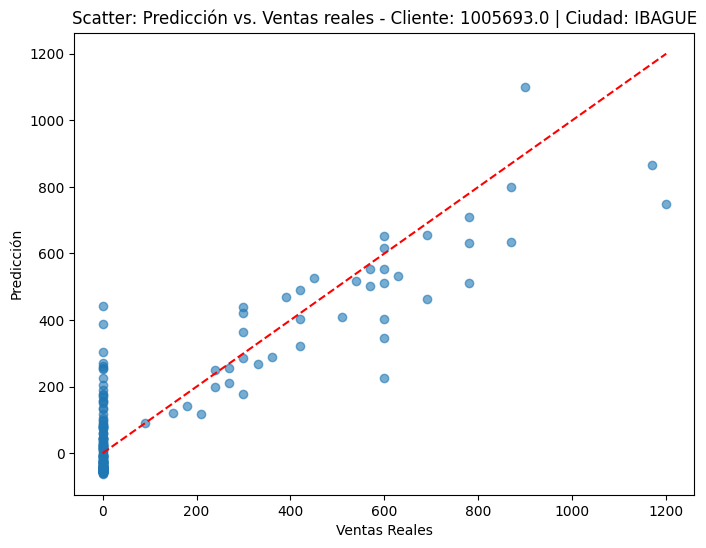 Scatter: Predicción vs. Ventas reales - Cliente: 1005693.0 | Ciudad: IBAGUE
1200
1000
800
600
400
200
0
Predicción
0 200 400 600 800 1000 1200
Ventas Reales